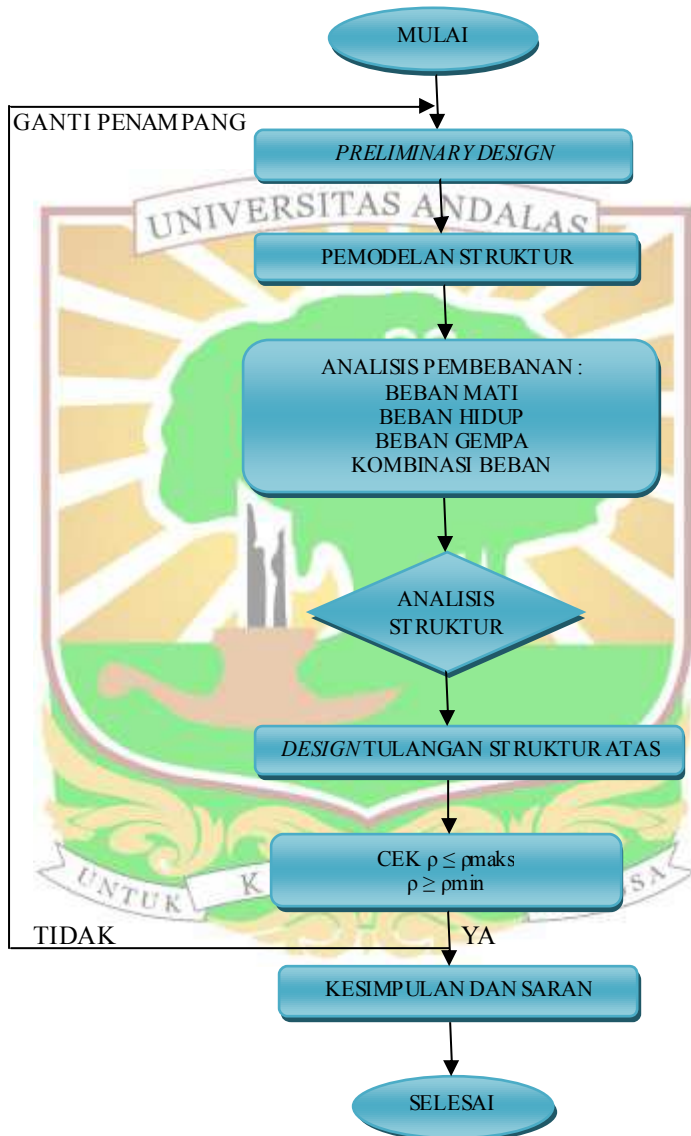 MULAI
GANTI PENAMPANG
PRELIMINARY DESIGN
UNIVERSITAS ANDALAS
PEMODELAN STRUKTUR
ANALISIS PEMBEBANAN :
BEBAN MATI
BEBAN HIDUP
BEBAN GEMPA
KOMBINASI BEBAN
ANALISIS
STRUKTUR
DESIGN TULANGAN STRUKTUR ATAS
CEK ρ ≤ ρmaks
ρ ≥ ρmin
UNTUK
TIDAK
YA
KESIMPULAN DAN SARAN
SELESAI